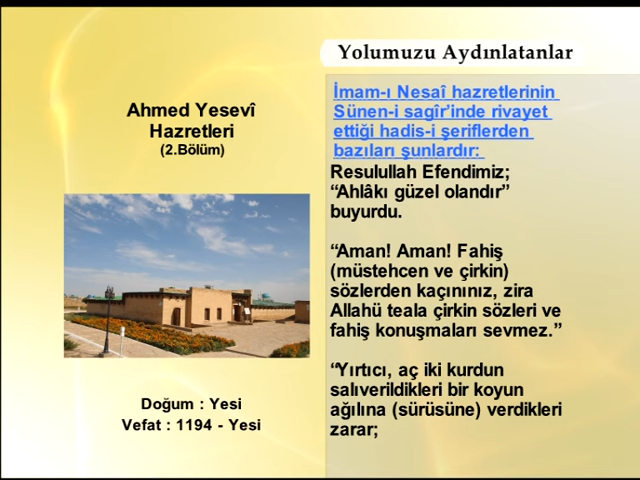 Yolumuzu Aydınlatanlar
Ahmed Yesevî
Hazretleri
(2.Bölüm)
Doğum : Yesi
Vefat : 1194 - Yesi
İmam-ı Nesaî hazretlerinin
Sünen-i sagîr'inde rivayet
ettiği hadis-i şeriflerden
bazıları şunlardır:
Resulullah Efendimiz;
“Ahlâkı güzel olandır”
buyurdu.
“Aman! Aman! Fahiş
(müstehcen ve çirkin)
sözlerden kaçınınız, zira
Allahü teala çirkin sözleri ve
fahiş konuşmaları sevmez.”
“Yırtıcı, aç iki kurdun
salıverildikleri bir koyun
ağılına (sürüsüne) verdikleri
zarar;